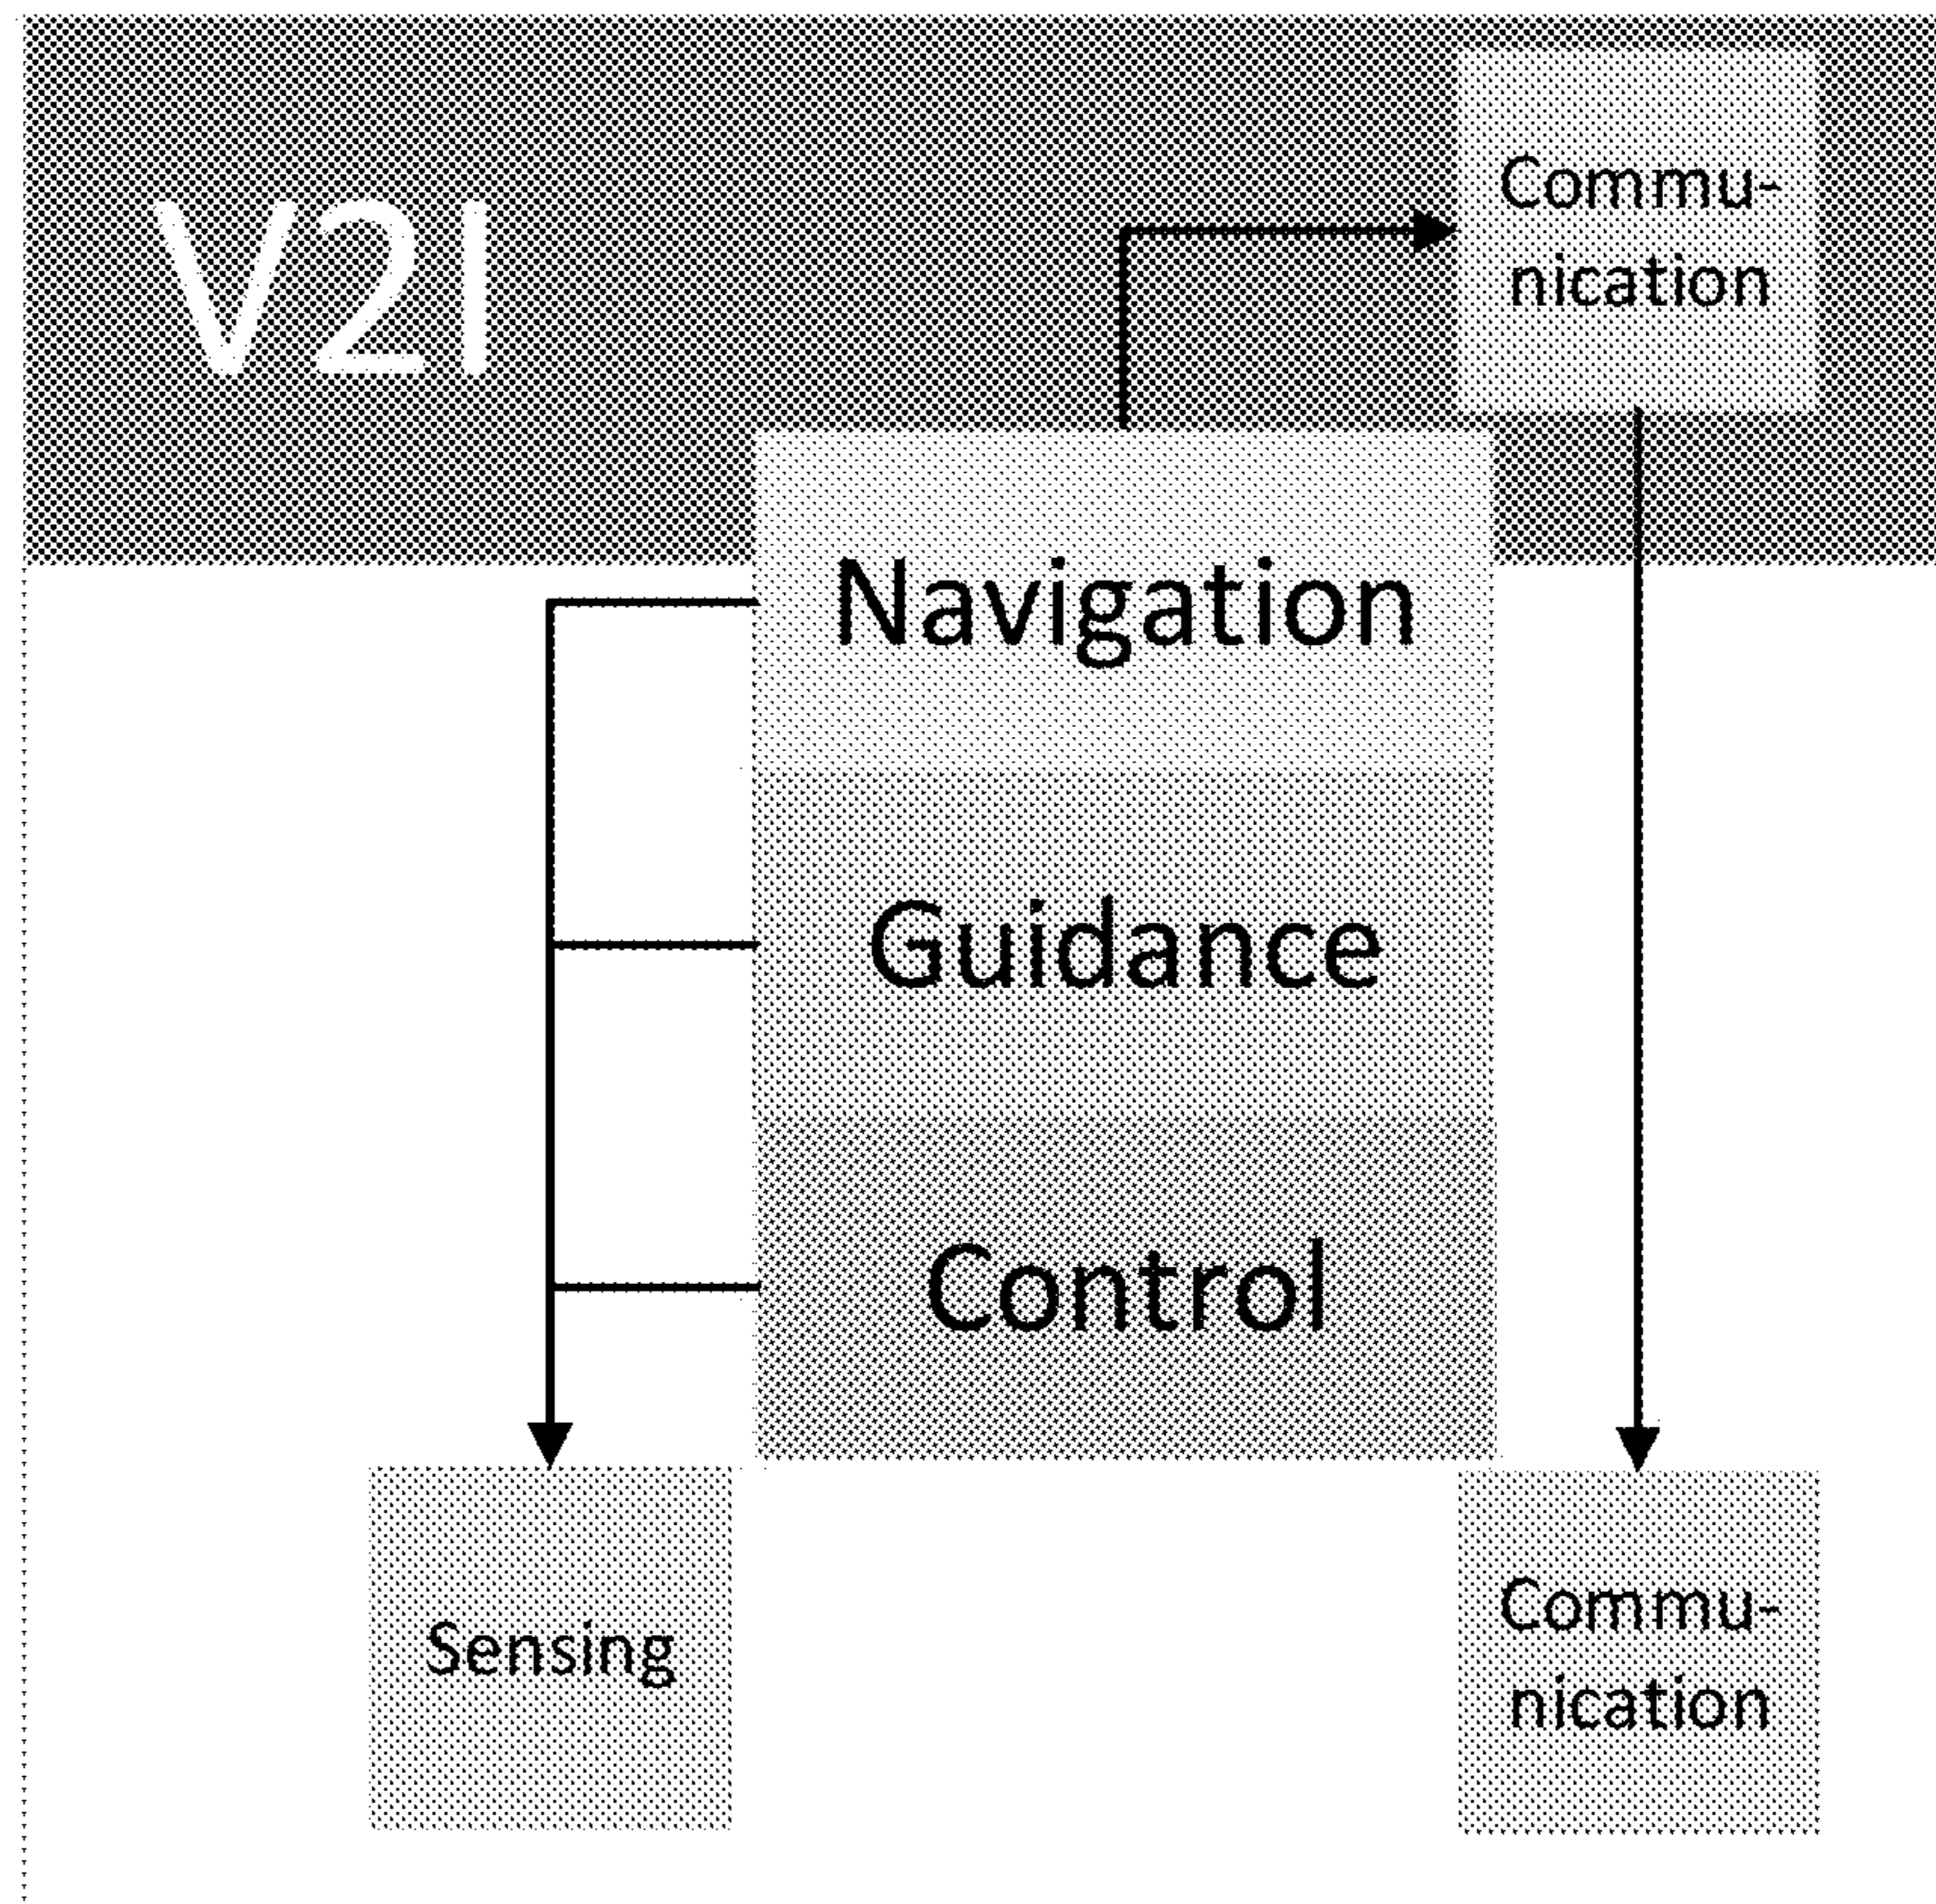 V2I
Commu-
nication
Navigation
Guidance
Control
Sensing
Commu-
nication